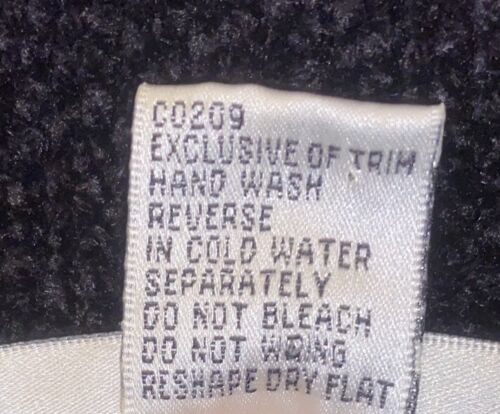 C0209
EXCLUSIVE OF TRIM
HAND WASH
REVERSE
IN COLD WATER
SEPARATELY
DO NOT BLEACH
DO NOT WRING
RESHAPE DRY FLAT